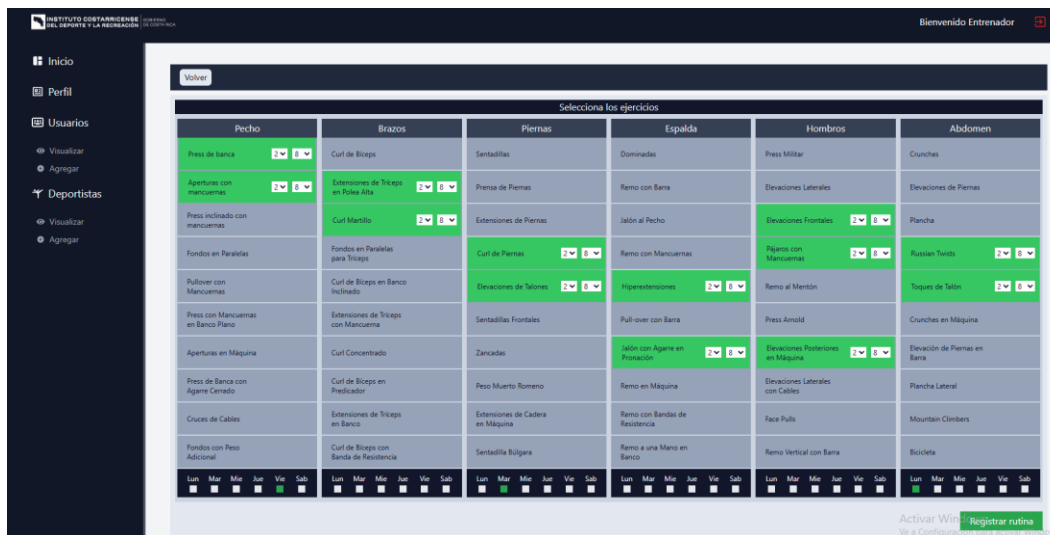 INSTITUTO COSTARRICENSE
DEL DEPORTE Y LA RECREACIÓN
GOBIERNO
DE COSTA RICA
Bienvenido Entrenador
Inicio
Perfil
Usuarios
Visualizar
Agregar
Deportistas
Visualizar
Agregar
Volver
Selecciona los ejercicios
Pecho Brazos Piernas Espalda Hombros Abdomen
Press de banca 2 8
Curl de Bíceps
Sentadillas
Dominadas
Press Militar
Crunches
Aperturas con
mancuernas 2 8
Extensiones de Tríceps
en Polea Alta 2 8
Prensa de Piernas
Remo con Barra
Elevaciones Laterales
Elevaciones de Piernas
Press inclinado con
mancuernas
Curl Martillo 2 8
Extensiones de Piernas
Jalón al Pecho
Elevaciones Frontales 2 8
Plancha
Fondos en Paralelas
Fondos en Paralelas
para Tríceps
Curl de Piernas 2 8
Remo con Mancuernas
Pájaros con
Mancuernas 2 8
Russian Twists 2 8
Pullover con
Mancuernas
Curl de Bíceps en Banco
Inclinado
Elevaciones de Talones 2 8
Hiperextensiones 2 8
Remo al Mentón
Toques de Talón 2 8
Press con Mancuernas
en Banco Plano
Extensiones de Tríceps
con Mancuerna
Sentadillas Frontales
Pull-over con Barra
Press Arnold
Crunches en Máquina
Aperturas en Máquina
Curl Concentrado
Zancadas
Jalón con Agarre en
Pronación 2 8
Elevaciones Posteriores
en Máquina 2 8
Elevación de Piernas en
Barra
Press de Banca con
Agarre Cerrado
Curl de Bíceps en
Predicador
Peso Muerto Romeno
Remo en Máquina
Elevaciones Laterales
con Cables
Plancha Lateral
Cruces de Cables
Extensiones de Tríceps
en Banco
Extensiones de Cadera
en Máquina
Remo con Bandas de
Resistencia
Face Pulls
Mountain Climbers
Fondos con Peso
Adicional
Curl de Bíceps con
Banda de Resistencia
Sentadilla Búlgara
Remo a una Mano en
Banco
Remo Vertical con Barra
Bicicleta
Lun Mar Mie Jue Vie Sab
Lun Mar Mie Jue Vie Sab
Lun Mar Mie Jue Vie Sab
Lun Mar Mie Jue Vie Sab
Lun Mar Mie Jue Vie Sab
Lun Mar Mie Jue Vie Sab
Activar Win
Registrar rutina
Ve a Configuración para activar Windo